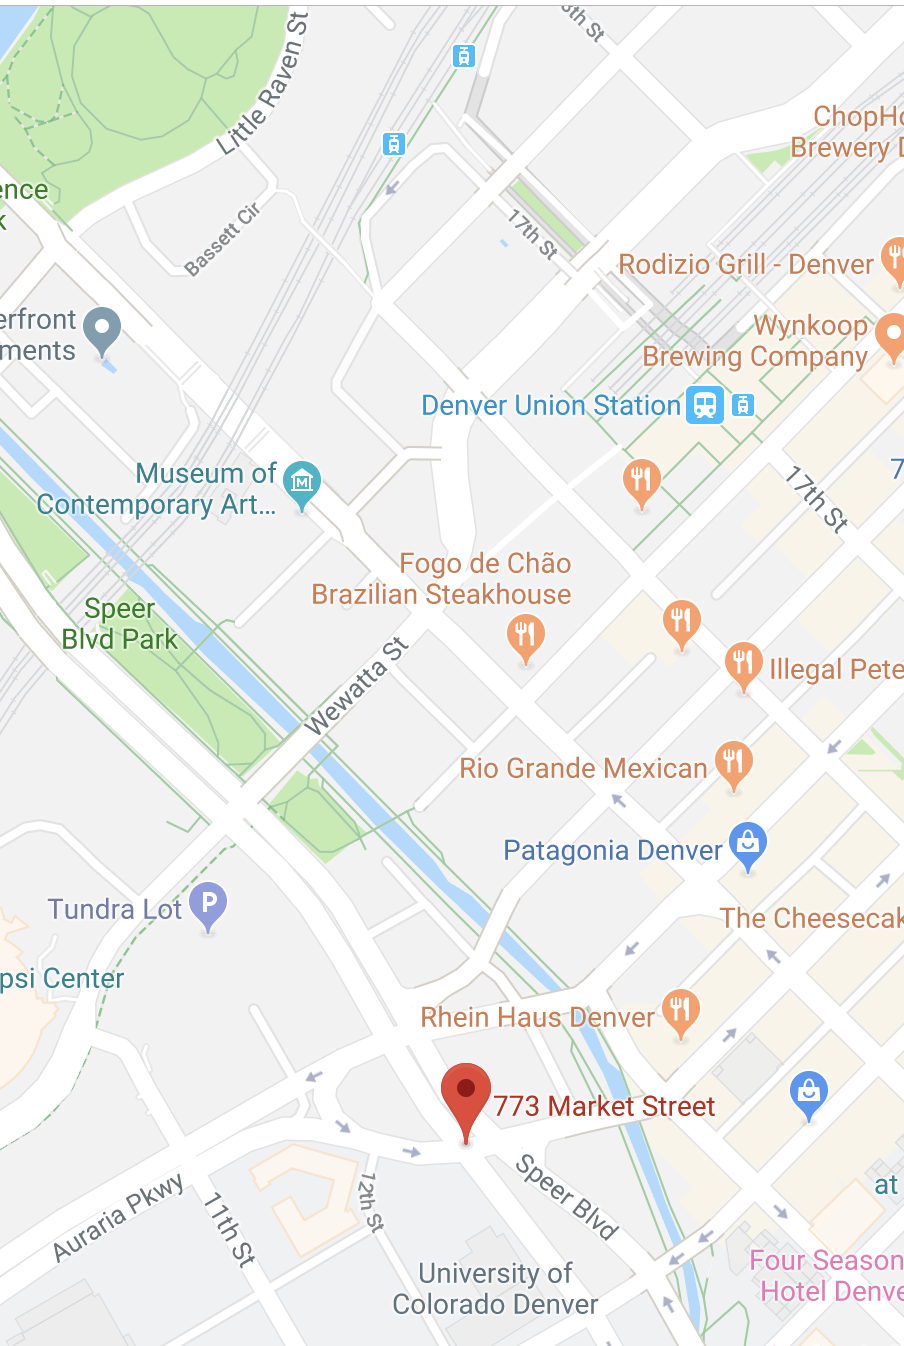 8th St
Little Raven St
ChopHo
Brewery D
ence
k
Bassett Cir
17th St
Rodizio Grill - Denver
erfront
ments
Wynkoop
Brewing Company
Denver Union Station
Museum of
Contemporary Art...
7
17th St
Fogo de Chão
Brazilian Steakhouse
Speer
Blvd Park
Wewatta St
Illegal Pete
Rio Grande Mexican
Patagonia Denver
Tundra Lot
P
The Cheesecak
psi Center
Rhein Haus Denver
773 Market Street
Auraria Pkwy
11th St
12th St
Speer Blvd
at
University of
Colorado Denver
Four Season
Hotel Denve